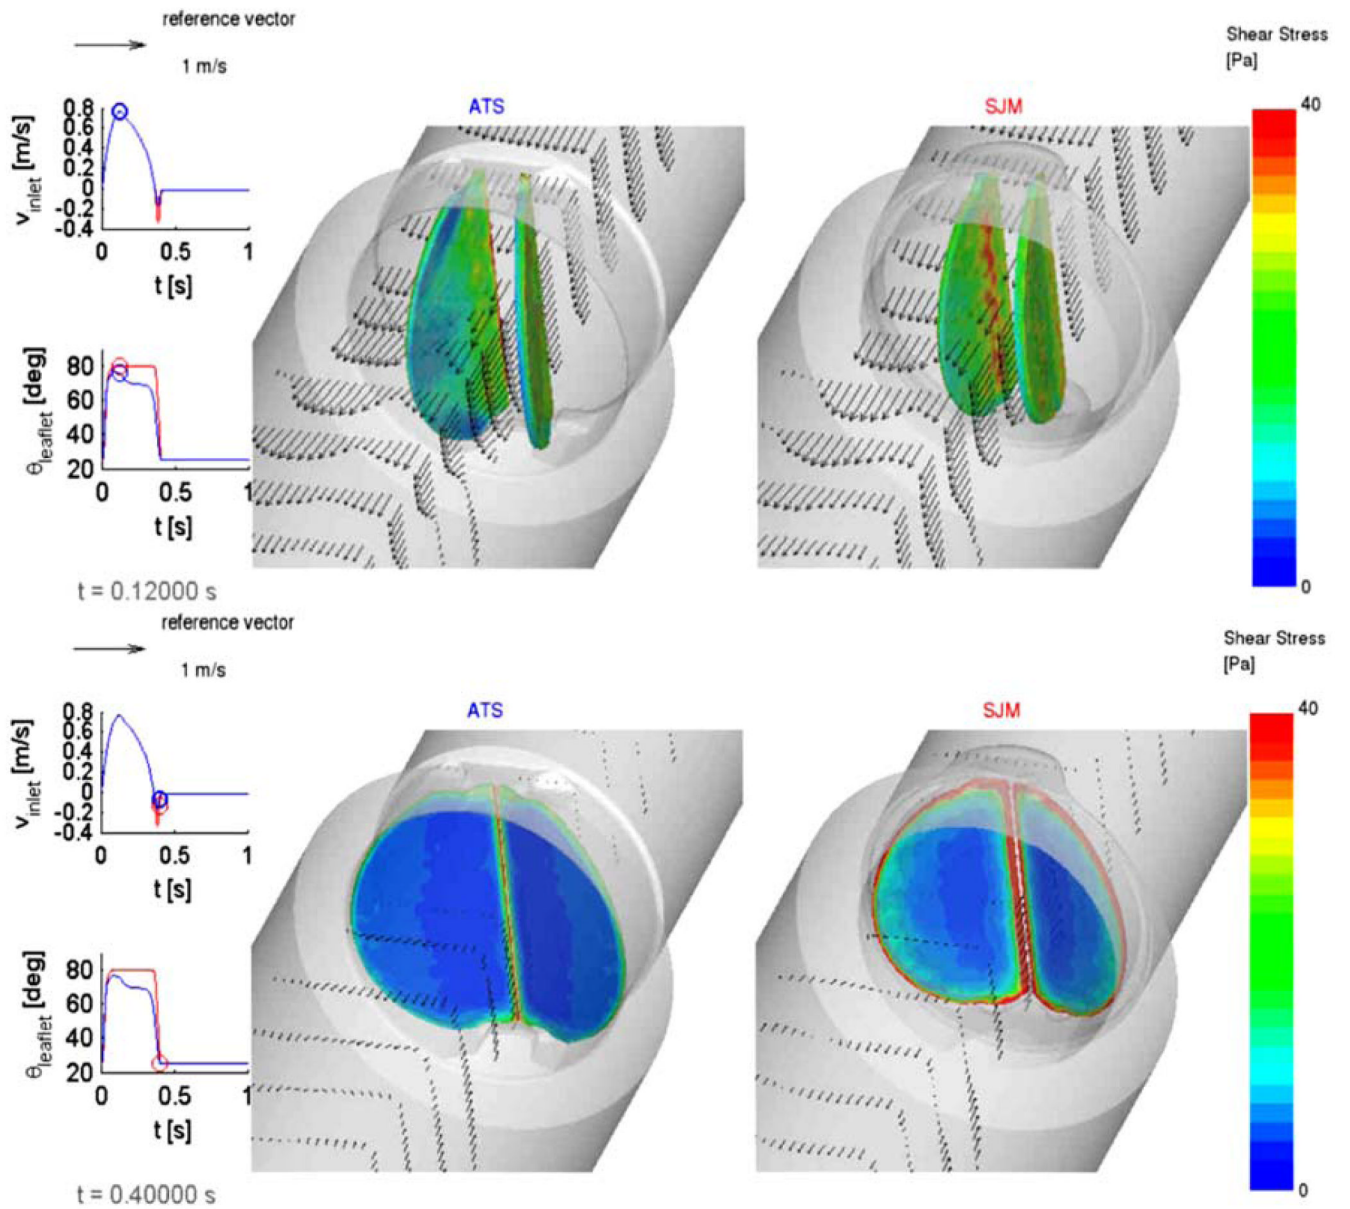 reference vector
1 m/s
Shear Stress
[Pa]
ATS
SJM
40
0
v inlet [m/s]
0.8
0.6
0.4
0.2
0
-0.2
-0.4
0 0.5 1
t [s]
θ leaflet [deg]
80
60
40
20
0 0.5 1
t [s]
t = 0.12000 s
reference vector
1 m/s
Shear Stress
[Pa]
ATS
SJM
40
0
v inlet [m/s]
0.8
0.6
0.4
0.2
0
-0.2
-0.4
0 0.5 1
t [s]
θ leaflet [deg]
80
60
40
20
0 0.5 1
t [s]
t = 0.40000 s